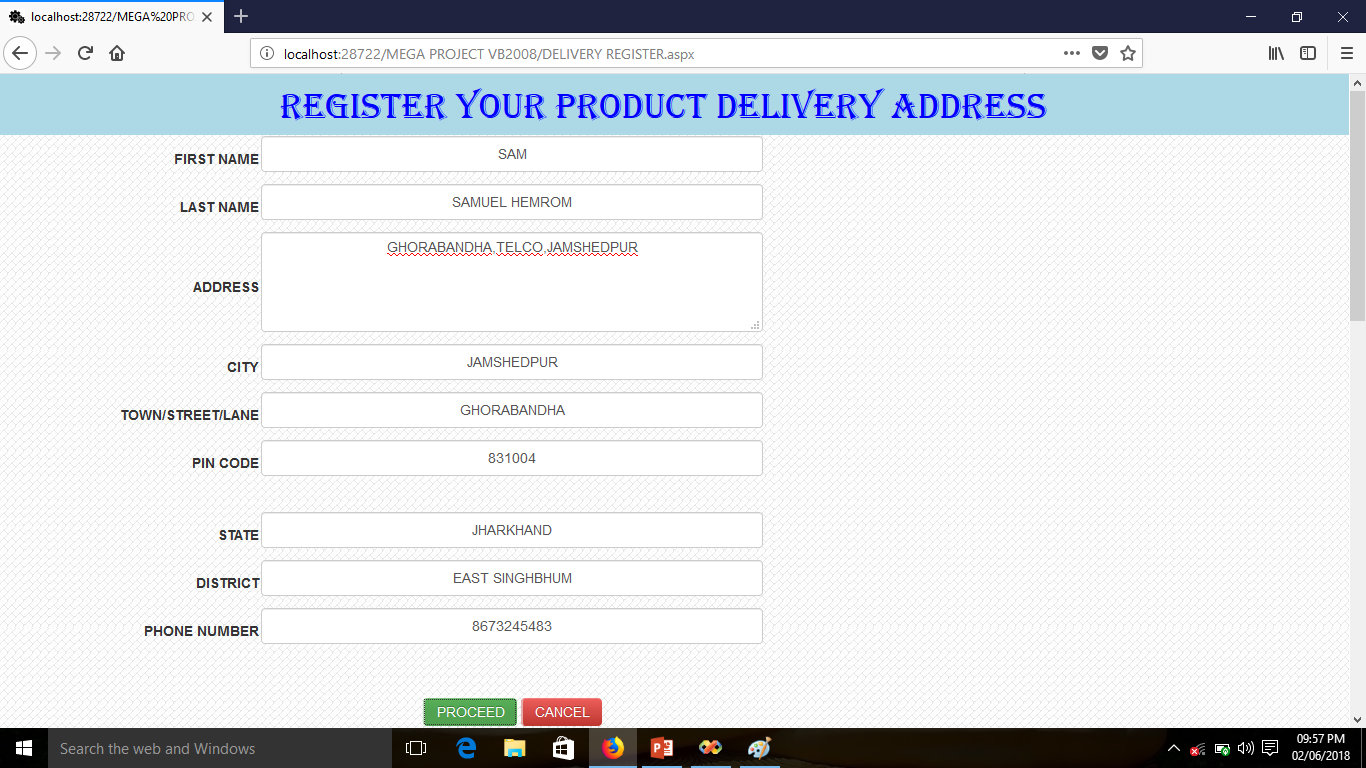 localhost:28722/MEGA%20PRO
localhost:28722/MEGA PROJECT VB2008/DELIVERY REGISTER.aspx
REGISTER YOUR PRODUCT DELIVERY ADDRESS
FIRST NAME SAM
LAST NAME SAMUEL HEMROM
ADDRESS GHORABANDHA,TELCO,JAMSHEDPUR
CITY JAMSHEDPUR
TOWN/STREET/LANE GHORABANDHA
PIN CODE 831004
STATE JHARKHAND
DISTRICT EAST SINGHBHUM
PHONE NUMBER 8673245483
PROCEED CANCEL
Search the web and Windows
09:57 PM
02/06/2018